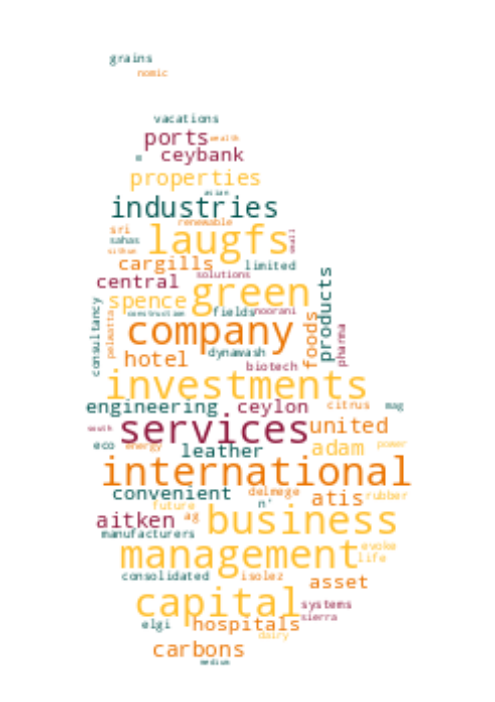 grains
nomic
vacations
ports wealth
ceybank
properties
asian
industries
renewable
sri
laugfs
small
sahas
cargills limited
solutions
central
green
products
spence
fields noorani
construction
consultancy
pelwatta
company
foods
pharma
dynawash
hotel
biotech
investments
engineering ceylon citrus mag
south
services united
eco energy leather adam power
international
convenient delmege atis rubber
future n'
aitken ag business
manufacturers
management evoke
life
consolidated isolez asset
capital systems
sierra
elgi hospitals
dairy
carbons
medium